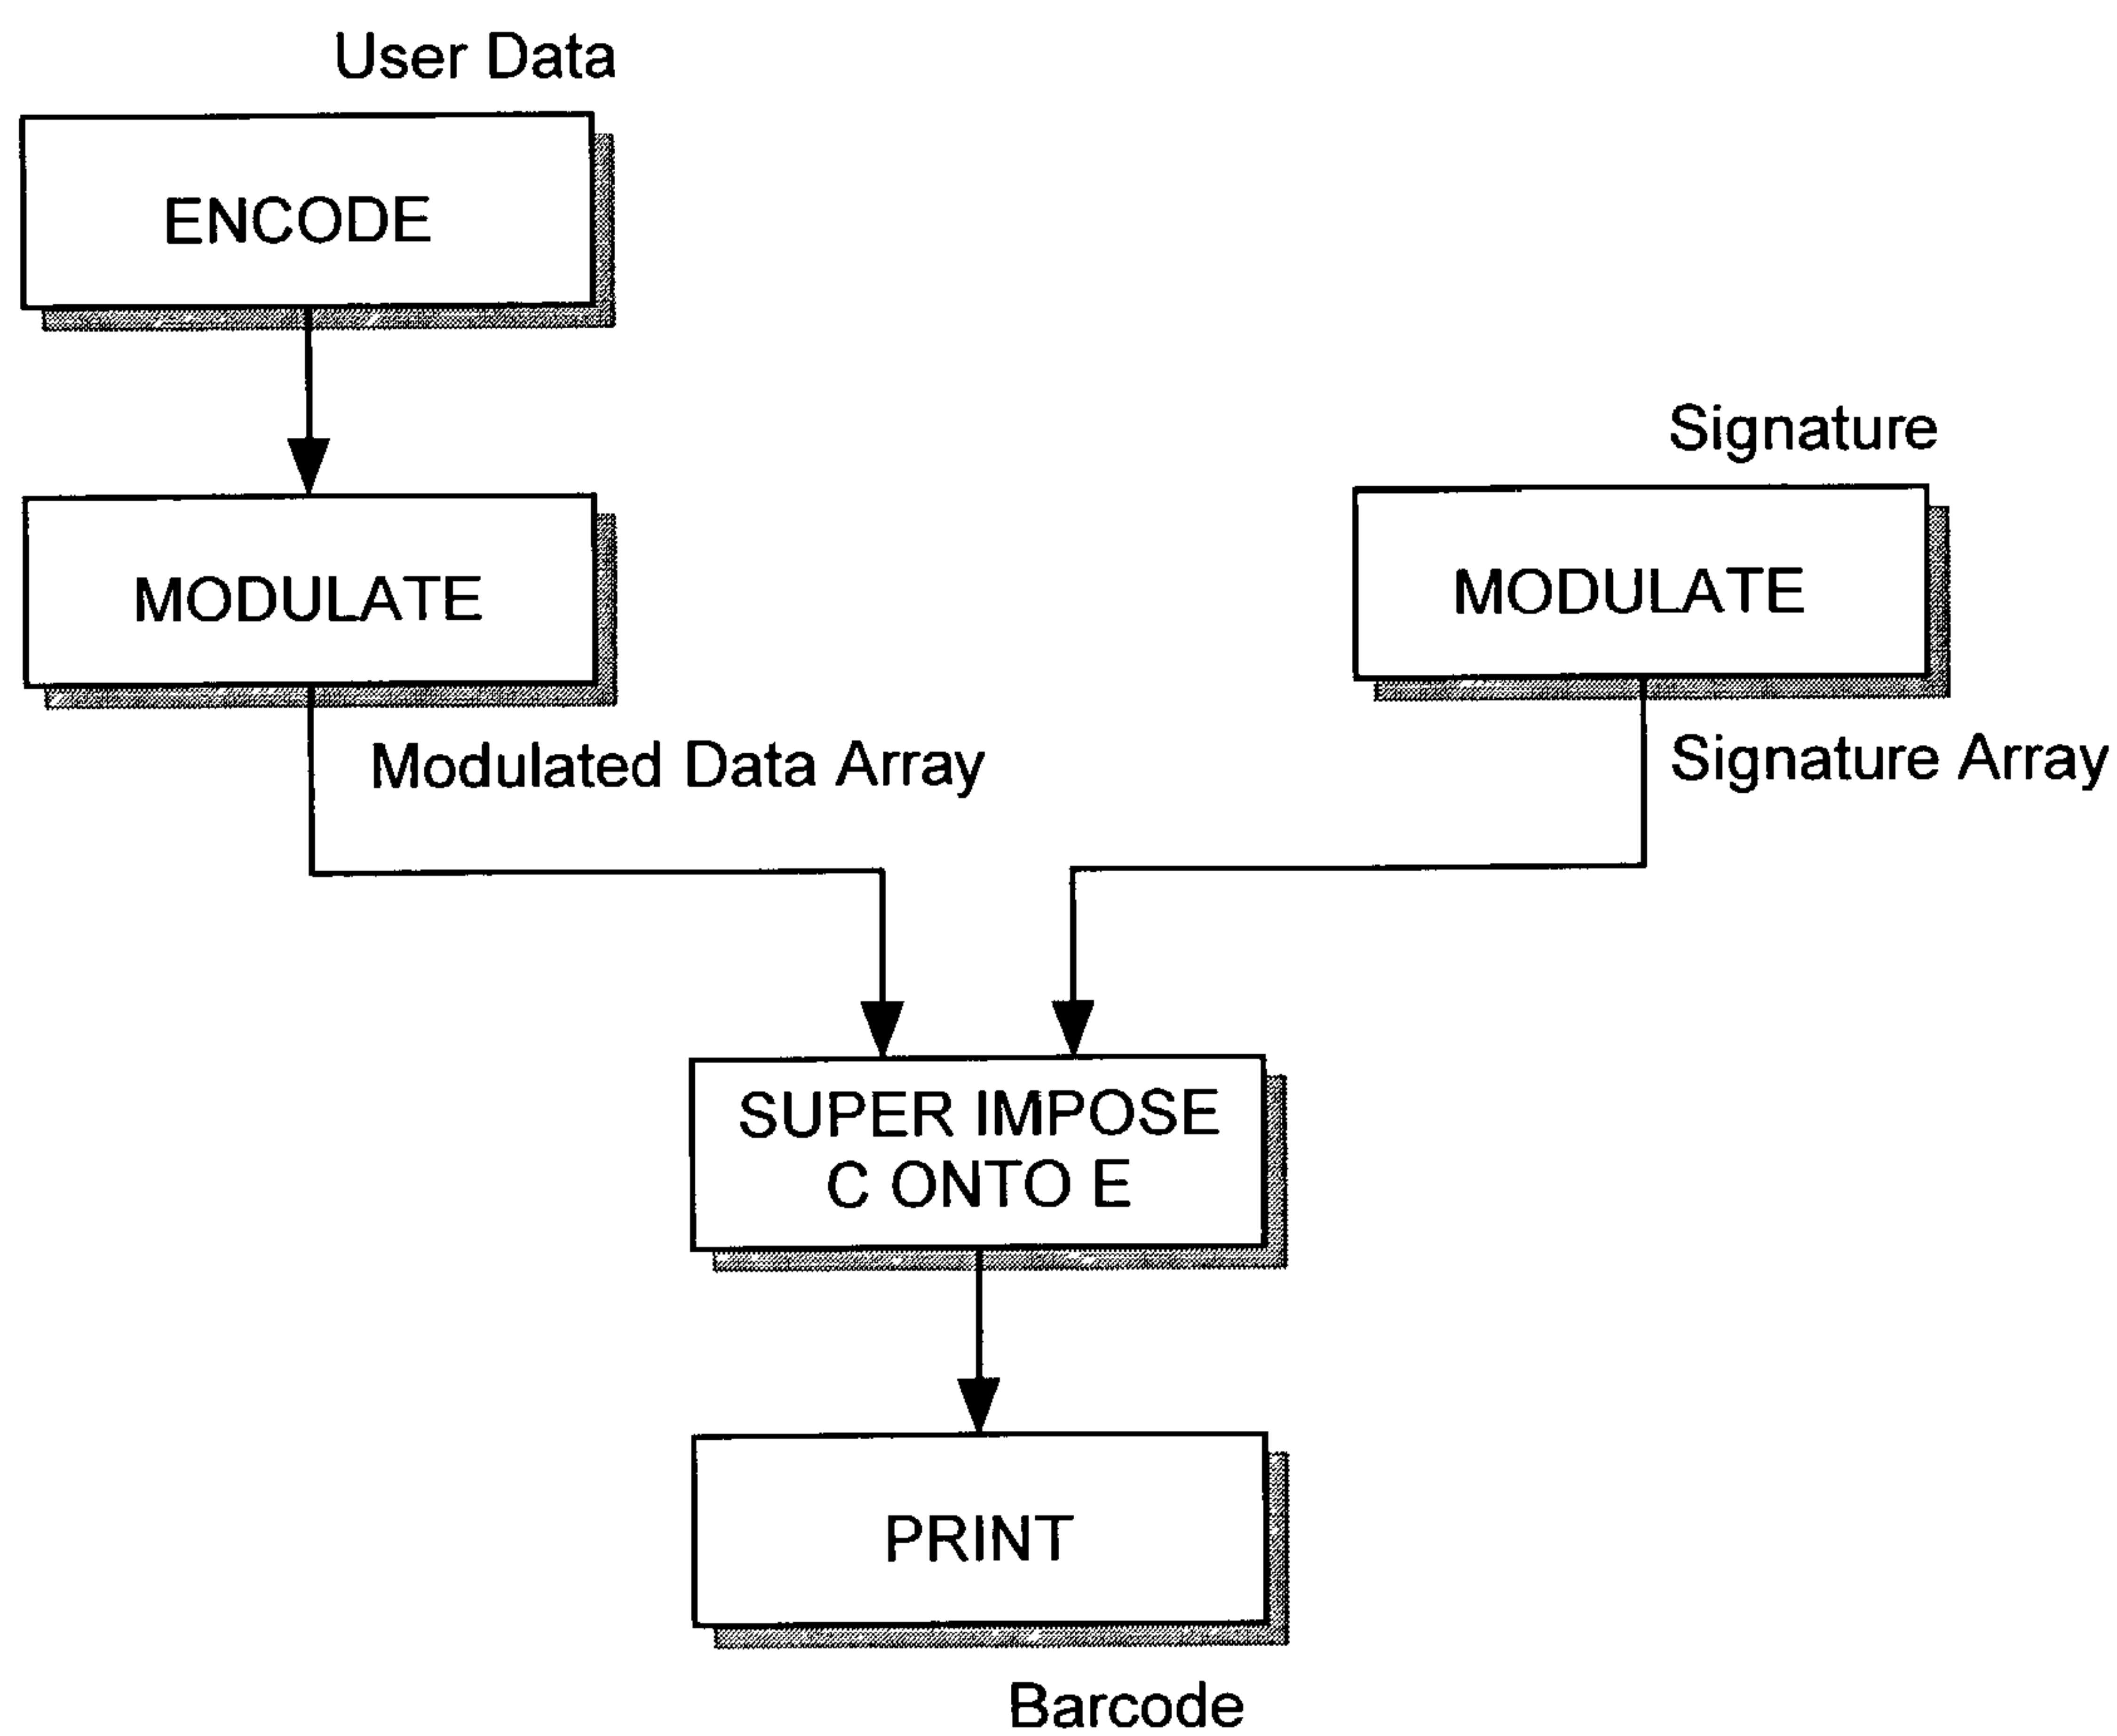 User Data
ENCODE
MODULATE
Signature
MODULATE
Modulated Data Array
Signature Array
SUPER IMPOSE
C ONTO E
PRINT
Barcode